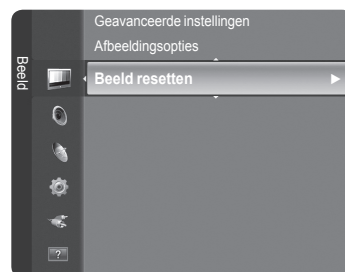 Beeld
Geavanceerde instellingen
Afbeeldingsopties
Beeld resetten
?